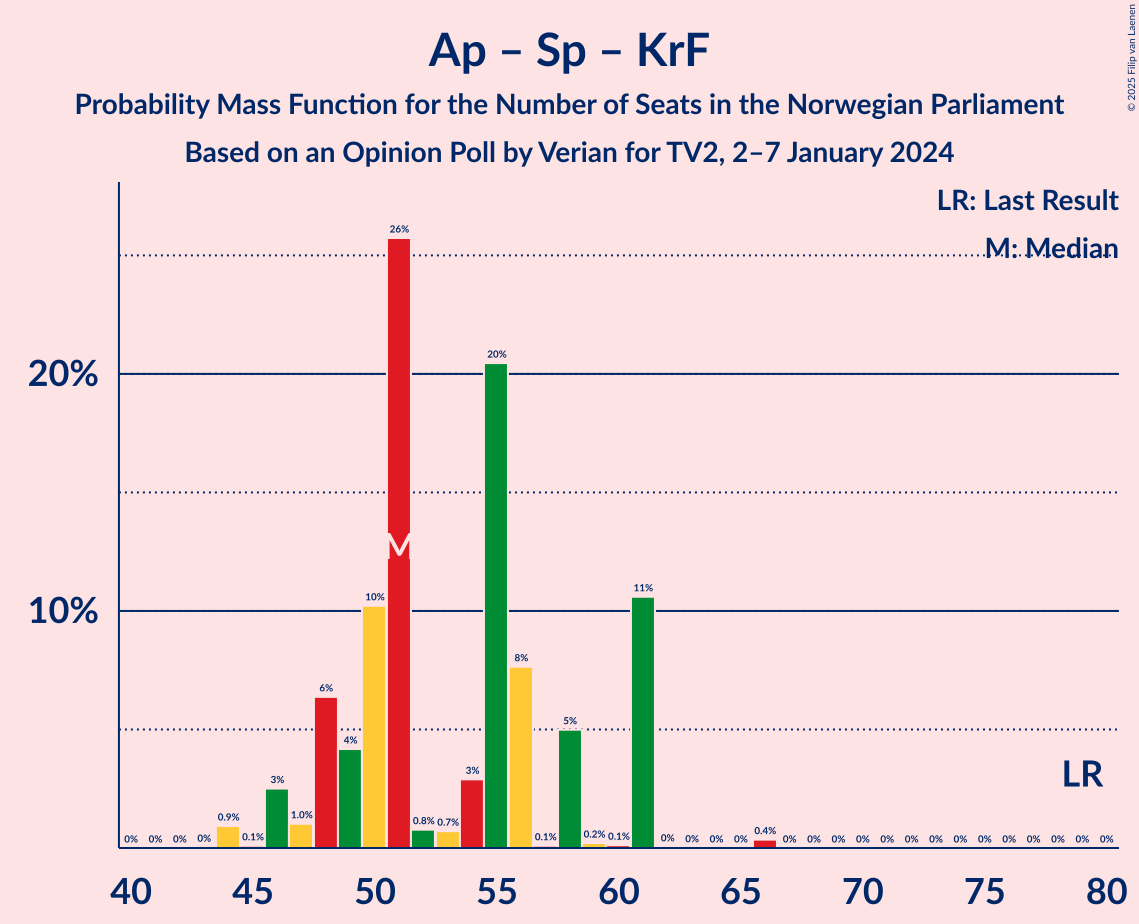 Ap – Sp – KrF
Probability Mass Function for the Number of Seats in the Norwegian Parliament
Based on an Opinion Poll by Verian for TV2, 2–7 January 2024
© 2025 Filip van Laenen
LR: Last Result
M: Median
20%
10%
0% 0% 0% 0% 0.9% 0.1% 3% 1.0% 6% 4% 10% 26% 0.8% 0.7% 3% 20% 8% 0.1% 5% 0.2% 0.1% 11% 0% 0% 0% 0% 0.4% 0% 0% 0% 0% 0% 0% 0% 0% 0% 0% 0% 0% 0% 0%
M
LR
40 45 50 55 60 65 70 75 80